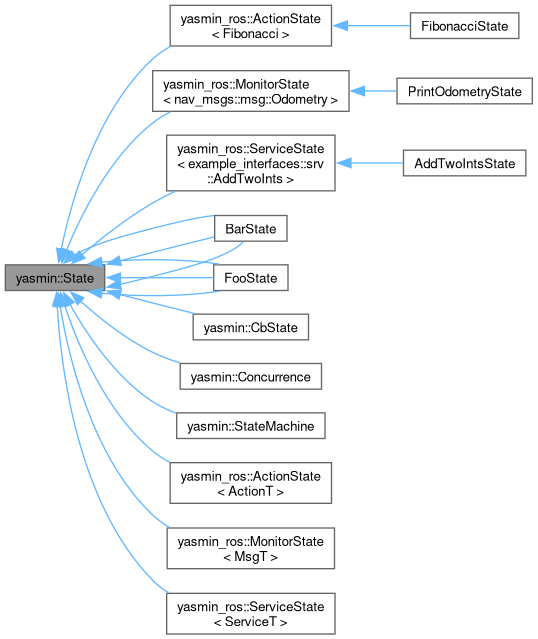 yasmin_ros::ActionState
< Fibonacci >
FibonacciState
yasmin_ros::MonitorState
< nav_msgs::msg::Odometry >
PrintOdometryState
yasmin_ros::ServiceState
< example_interfaces::srv
::AddTwoInts >
AddTwoIntsState
BarState
yasmin::State
FooState
yasmin::CbState
yasmin::Concurrence
yasmin::StateMachine
yasmin_ros::ActionState
< ActionT >
yasmin_ros::MonitorState
< MsgT >
yasmin_ros::ServiceState
< ServiceT >